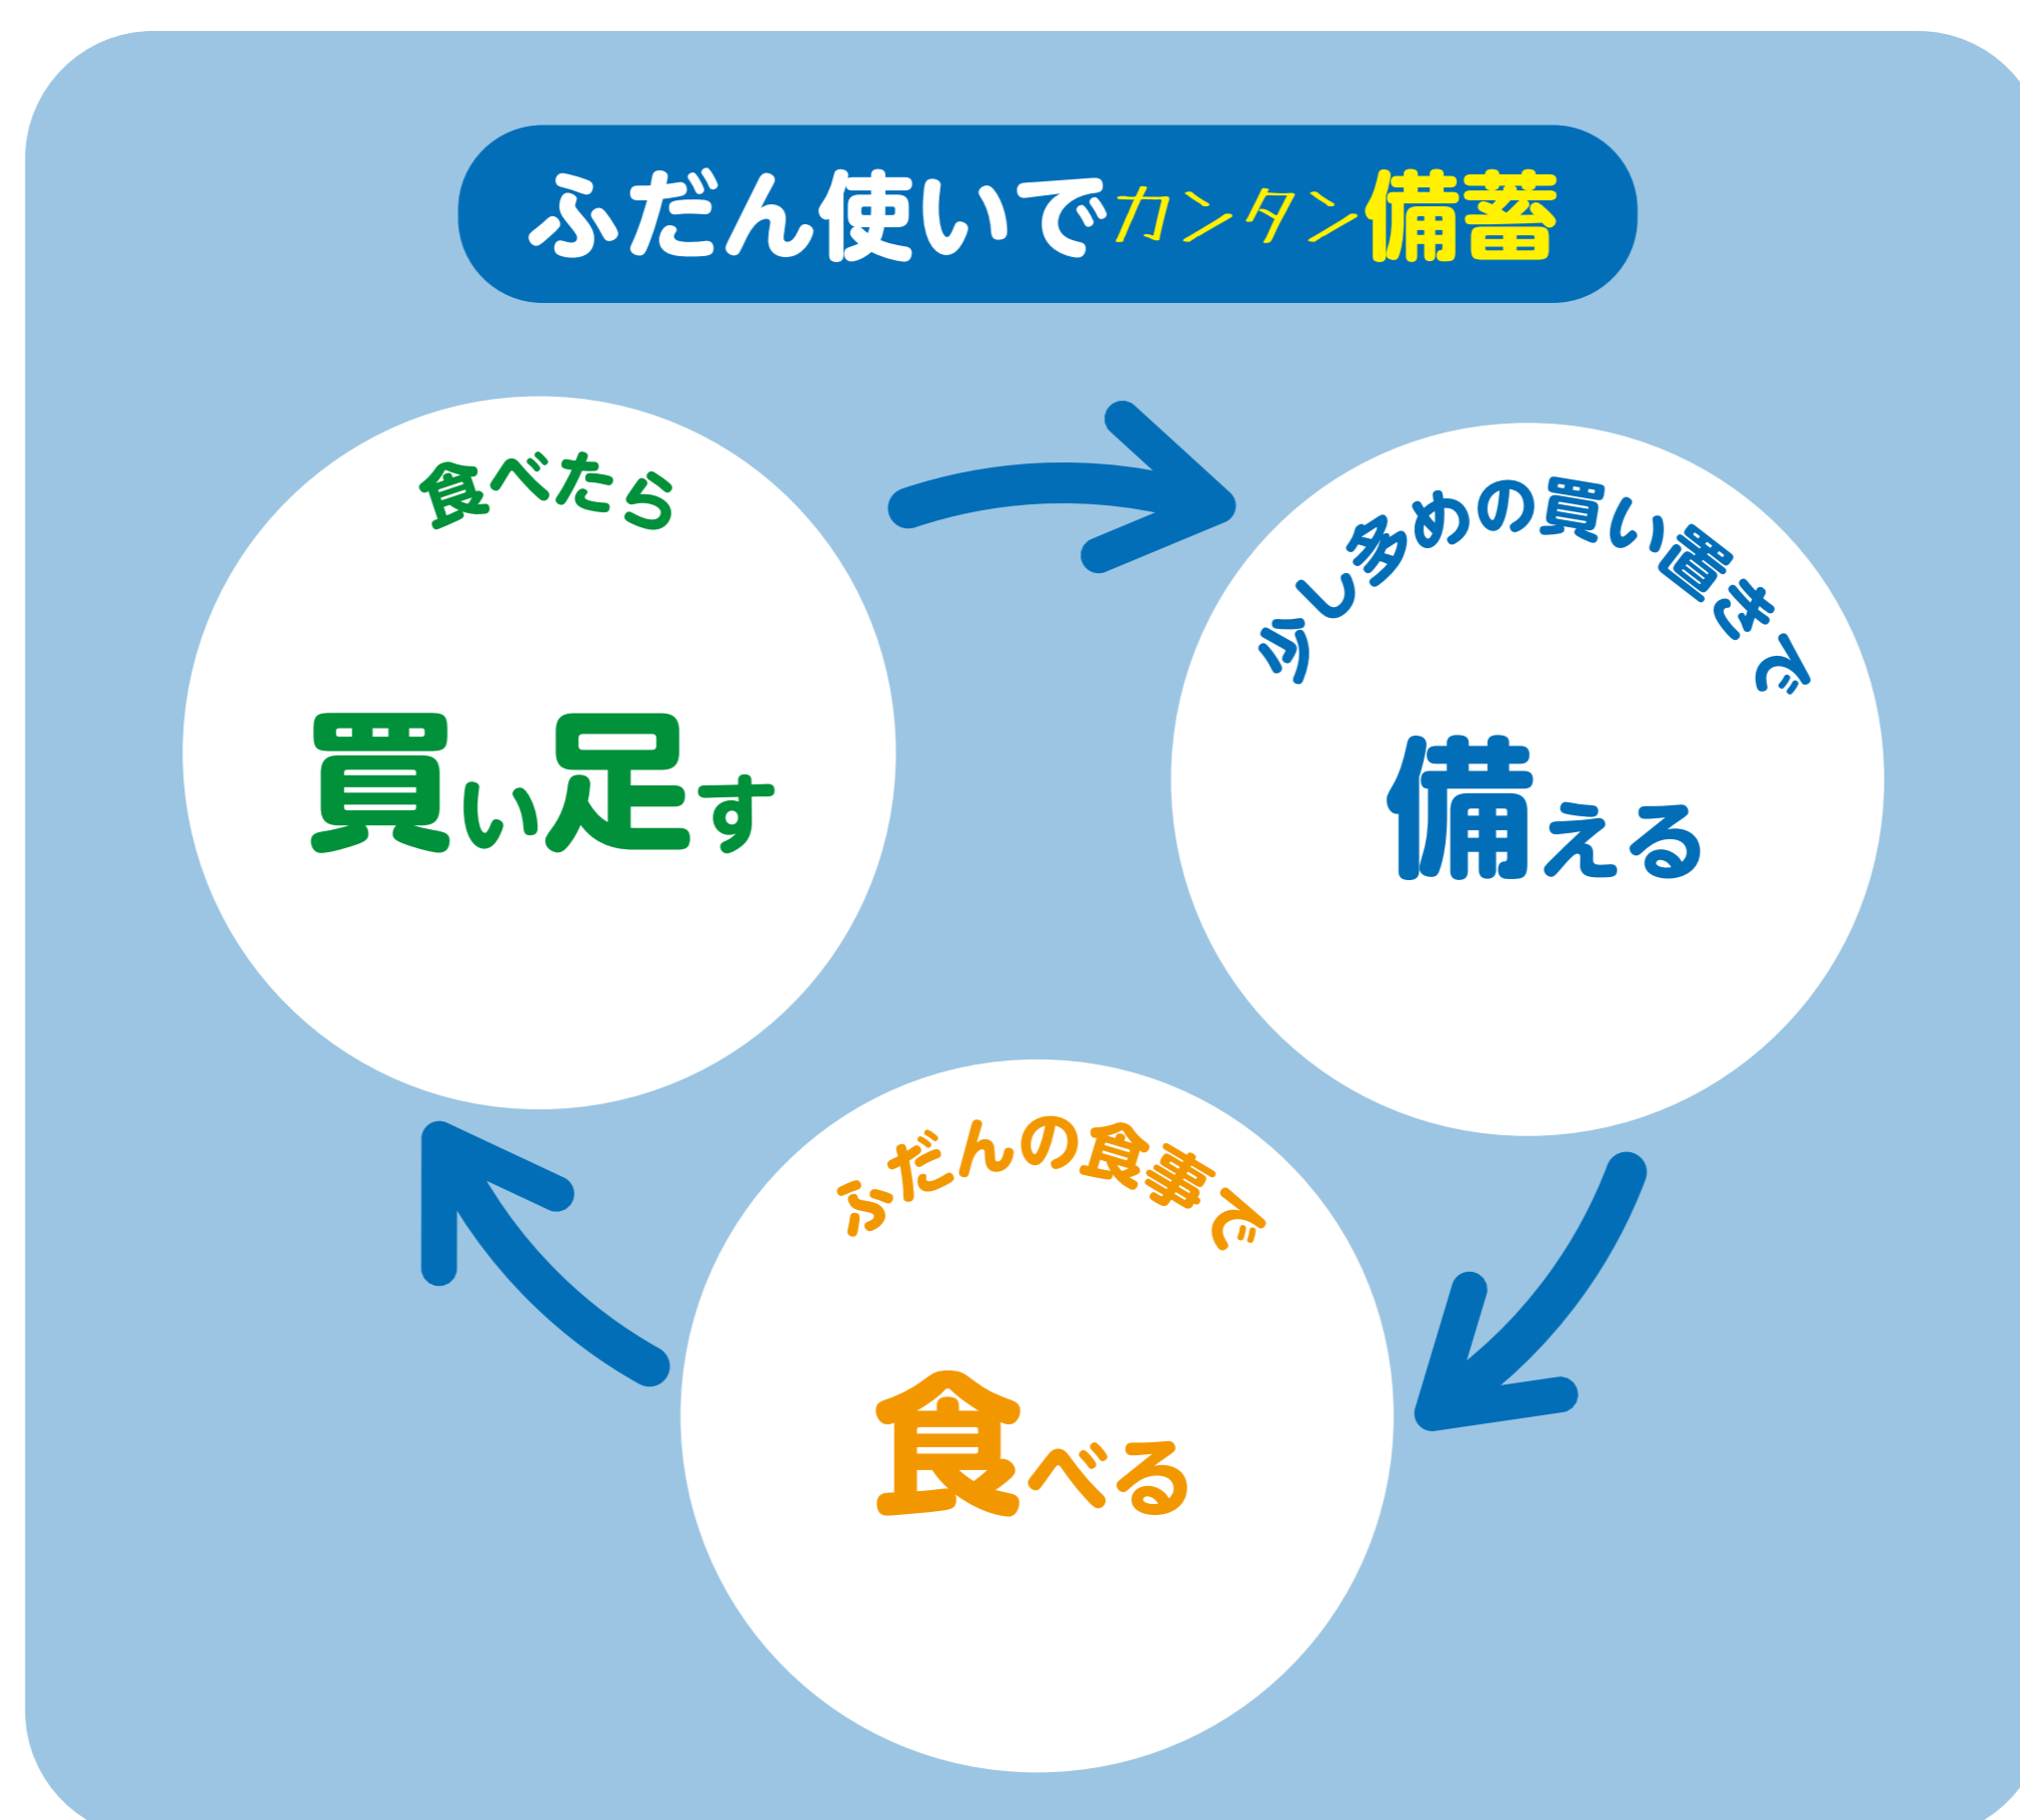 ふだん使いでカンタン備蓄
食べたら
買い足す
少し多めの買い置きで
備える
ふだんの食事で
食べる